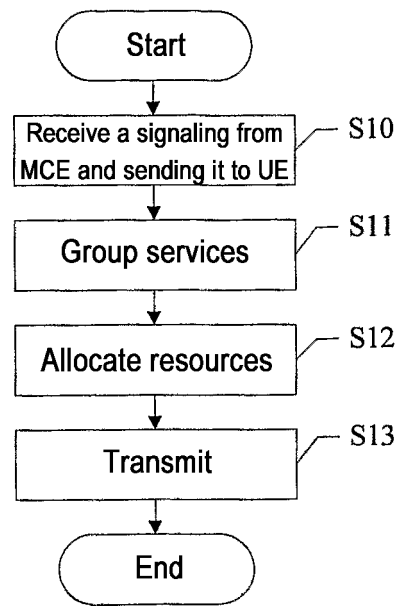 Start
Receive a signaling from
MCE and sending it to UE
S10
Group services
S11
Allocate resources
S12
Transmit
S13
End